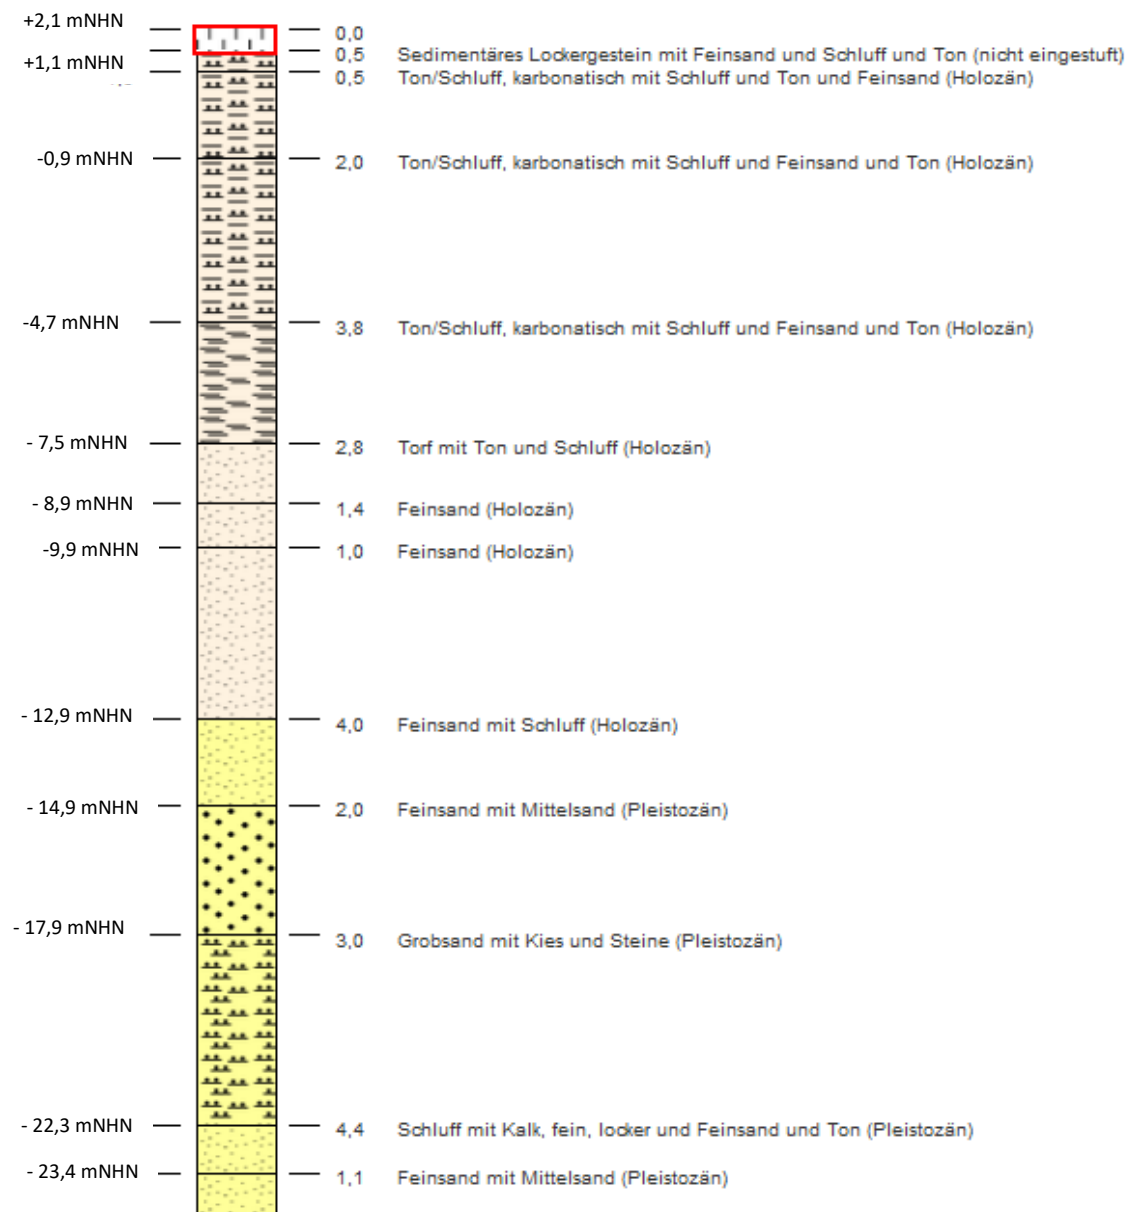 +2,1 mNHN 0,0
0,5 Sedimentäres Lockergestein mit Feinsand und Schluff und Ton (nicht eingestuft)
+1,1 mNHN 0,5 Ton/Schluff, karbonatisch mit Schluff und Ton und Feinsand (Holozän)
-0,9 mNHN 2,0 Ton/Schluff, karbonatisch mit Schluff und Feinsand und Ton (Holozän)
-4,7 mNHN 3,8 Ton/Schluff, karbonatisch mit Schluff und Feinsand und Ton (Holozän)
- 7,5 mNHN 2,8 Torf mit Ton und Schluff (Holozän)
- 8,9 mNHN 1,4 Feinsand (Holozän)
-9,9 mNHN 1,0 Feinsand (Holozän)
- 12,9 mNHN 4,0 Feinsand mit Schluff (Holozän)
- 14,9 mNHN 2,0 Feinsand mit Mittelsand (Pleistozän)
- 17,9 mNHN 3,0 Grobsand mit Kies und Steine (Pleistozän)
- 22,3 mNHN 4,4 Schluff mit Kalk, fein, locker und Feinsand und Ton (Pleistozän)
- 23,4 mNHN 1,1 Feinsand mit Mittelsand (Pleistozän)